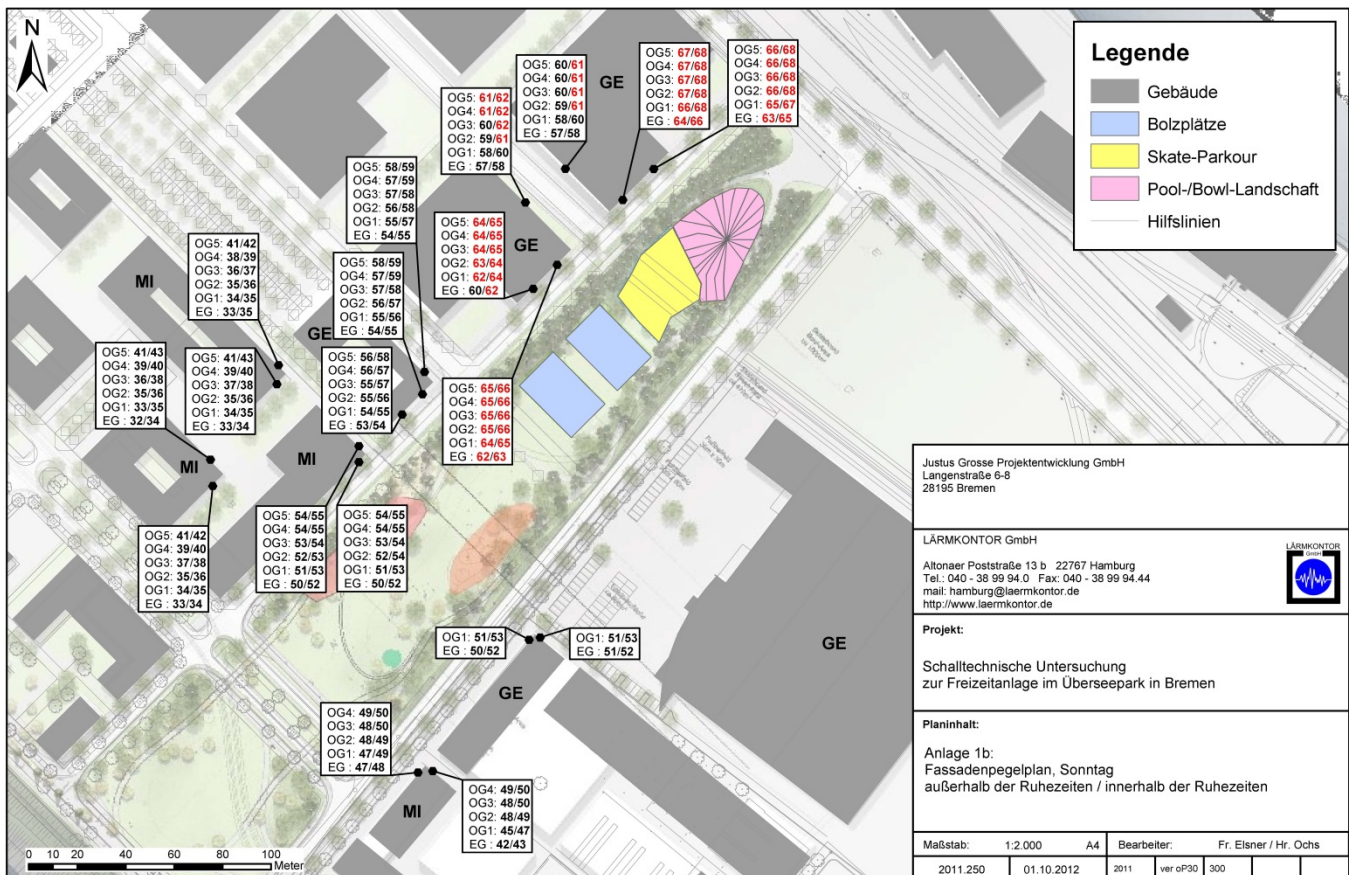 N
OG5: 60/61
OG4: 60/61
OG3: 60/61
OG2: 59/61
OG1: 58/60
EG : 57/58
GE
OG5: 67/68
OG4: 67/68
OG3: 67/68
OG2: 67/68
OG1: 66/68
EG : 64/66
OG5: 66/68
OG4: 66/68
OG3: 66/68
OG2: 66/68
OG1: 65/67
EG : 63/65
OG5: 61/62
OG4: 61/62
OG3: 60/62
OG2: 59/61
OG1: 58/60
EG : 57/58
OG5: 58/59
OG4: 57/59
OG3: 57/58
OG2: 56/58
OG1: 55/57
EG : 54/55
OG5: 64/65
OG4: 64/65
OG3: 64/65
OG2: 63/64
OG1: 62/64
EG : 60/62
GE
OG5: 41/42
OG4: 38/39
OG3: 36/37
OG2: 35/36
OG1: 34/35
EG : 33/35
MI
OG5: 58/59
OG4: 57/59
OG3: 57/58
OG2: 56/57
OG1: 55/56
EG : 54/55
GE
OG5: 41/43
OG4: 39/40
OG3: 36/38
OG2: 35/36
OG1: 33/35
EG : 32/34
OG5: 41/43
OG4: 39/40
OG3: 37/38
OG2: 35/36
OG1: 34/35
EG : 33/34
OG5: 56/58
OG4: 56/57
OG3: 55/57
OG2: 55/56
OG1: 54/55
EG : 53/54
OG5: 65/66
OG4: 65/66
OG3: 65/66
OG2: 65/66
OG1: 64/65
EG : 62/63
MI
MI
OG5: 41/42
OG4: 39/40
OG3: 37/38
OG2: 35/36
OG1: 34/35
EG : 33/34
OG5: 54/55
OG4: 54/55
OG3: 53/54
OG2: 52/53
OG1: 51/53
EG : 50/52
OG5: 54/55
OG4: 54/55
OG3: 53/54
OG2: 52/54
OG1: 51/53
EG : 50/52
OG1: 51/53
EG : 50/52
OG1: 51/53
EG : 51/52
GE
GE
OG4: 49/50
OG3: 48/50
OG2: 48/49
OG1: 47/49
EG : 47/48
OG4: 49/50
OG3: 48/50
OG2: 48/49
OG1: 45/47
EG : 42/43
MI
0 10 20 40 60 80 100
Meter
Legende
Gebäude
Bolzplätze
Skate-Parkour
Pool-/Bowl-Landschaft
Hilfslinien
Justus Grosse Projektentwicklung GmbH
Langenstraße 6-8
28195 Bremen
LÄRMKONTOR GmbH
Altonaer Poststraße 13 b 22767 Hamburg
Tel.: 040 - 38 99 94.0 Fax: 040 - 38 99 94.44
mail: hamburg@laermkontor.de
http://www.laermkontor.de
LÄRMKONTOR
GmbH
Projekt:
Schalltechnische Untersuchung
zur Freizeitanlage im Überseepark in Bremen
Planinhalt:
Anlage 1b:
Fassadenpegelplan, Sonntag
außerhalb der Ruhezeiten / innerhalb der Ruhezeiten
Maßstab: 1:2.000 A4 Bearbeiter: Fr. Elsner / Hr. Ochs
2011.250 01.10.2012 2011 ver oP30 300